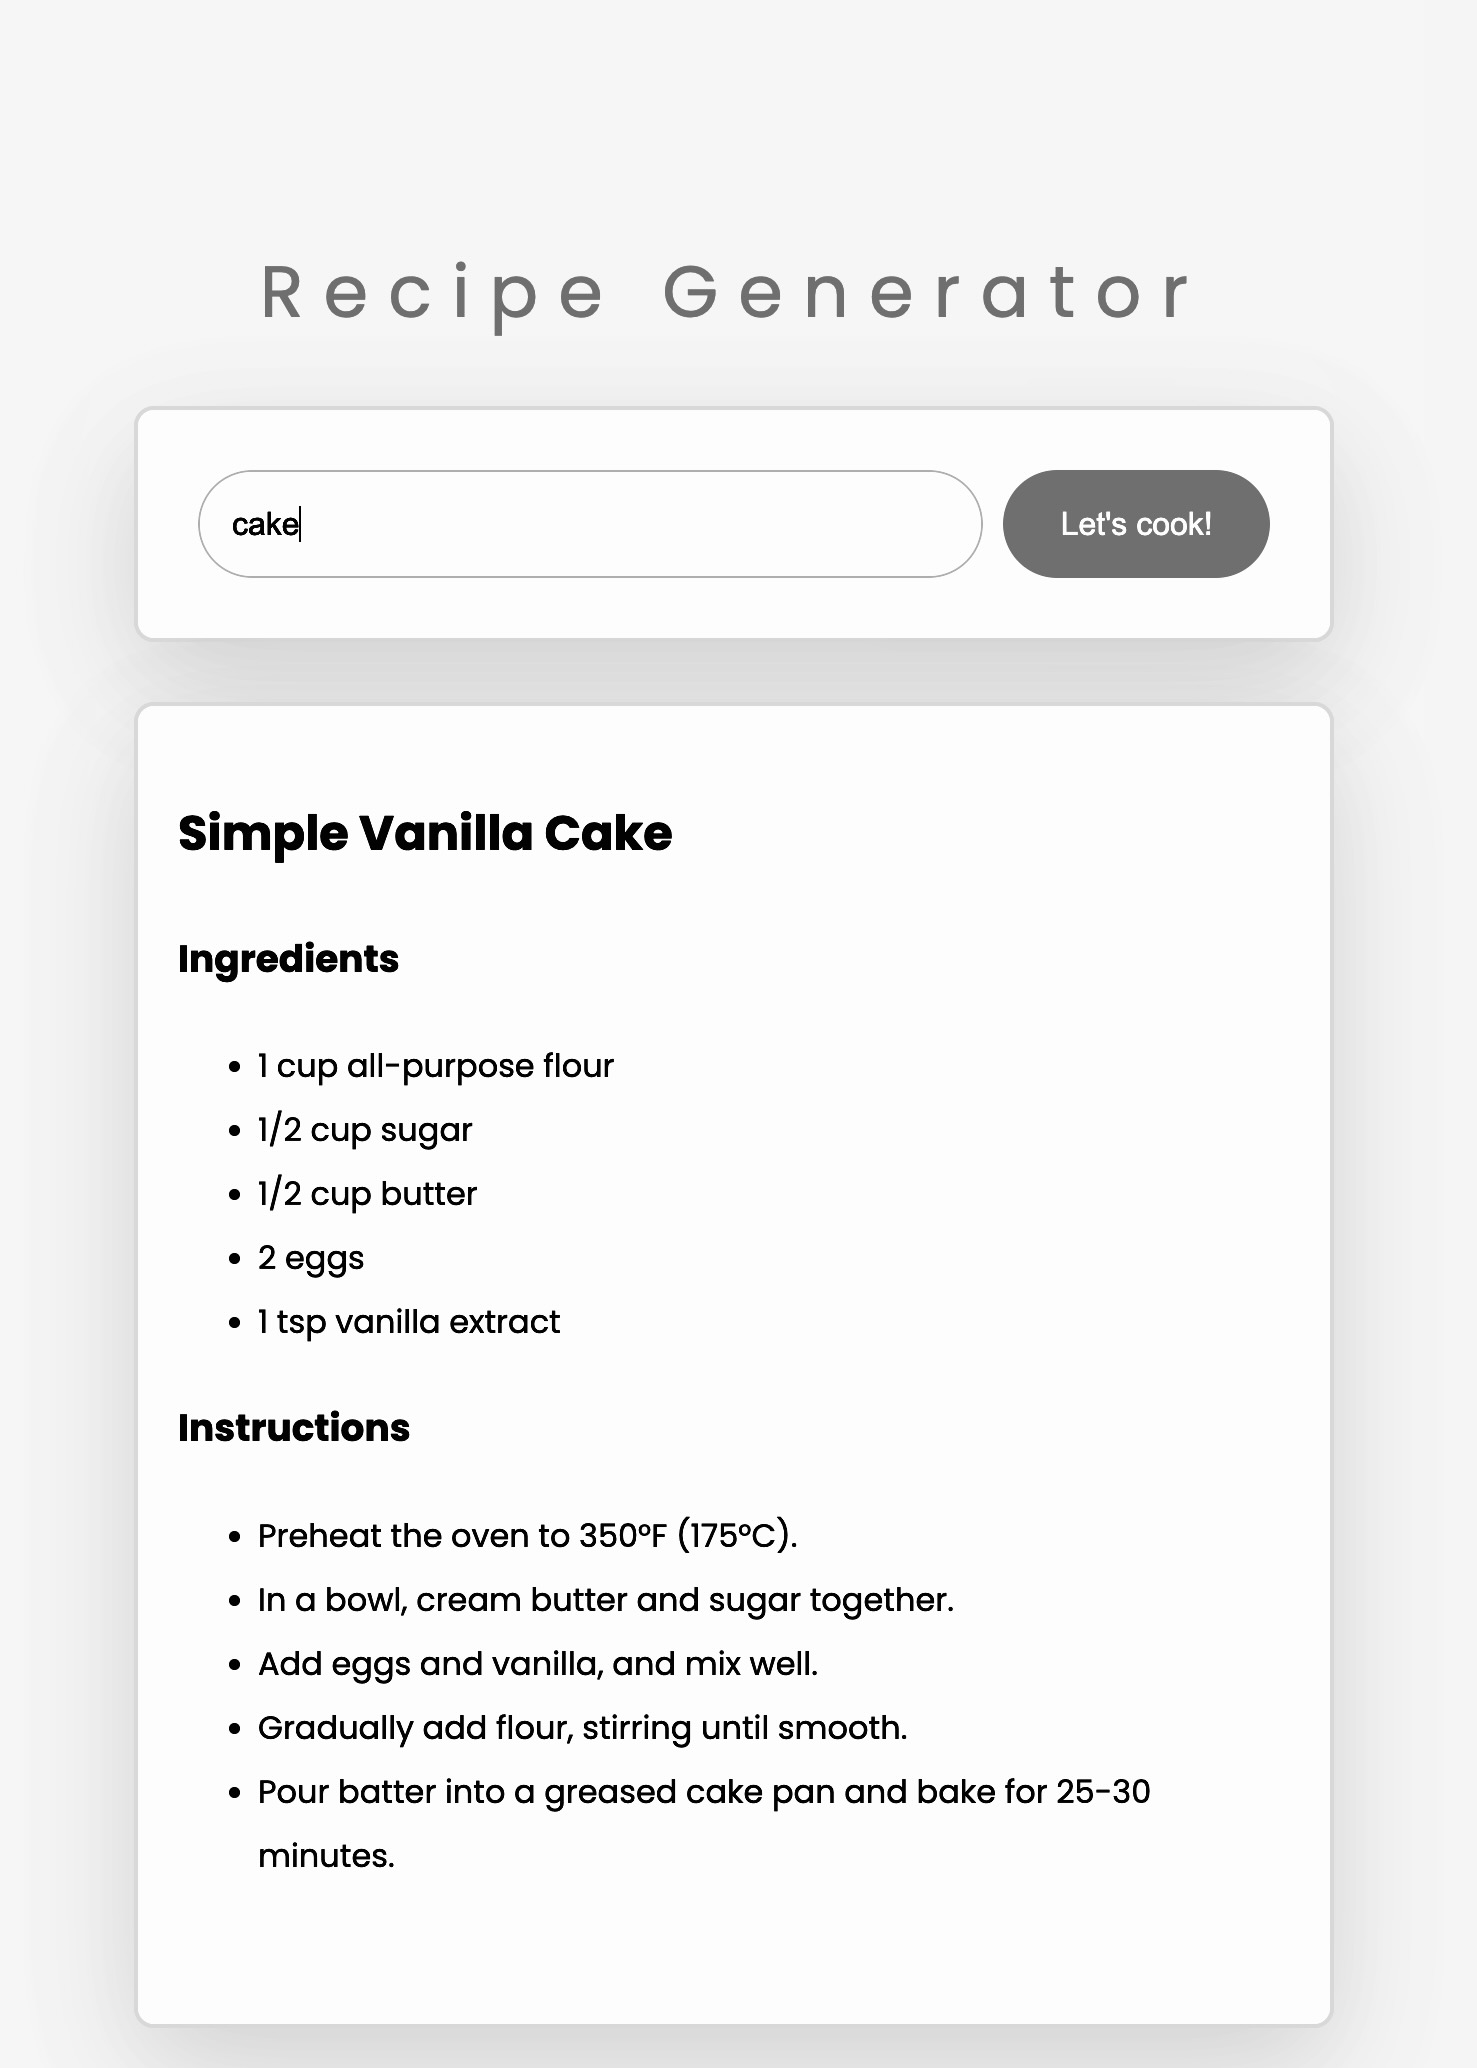 Recipe Generator
cake
Let's cook!
Simple Vanilla Cake
Ingredients
• 1 cup all-purpose flour
• 1/2 cup sugar
• 1/2 cup butter
• 2 eggs
• 1 tsp vanilla extract
Instructions
• Preheat the oven to 350°F (175°C).
• In a bowl, cream butter and sugar together.
• Add eggs and vanilla, and mix well.
• Gradually add flour, stirring until smooth.
• Pour batter into a greased cake pan and bake for 25-30
minutes.